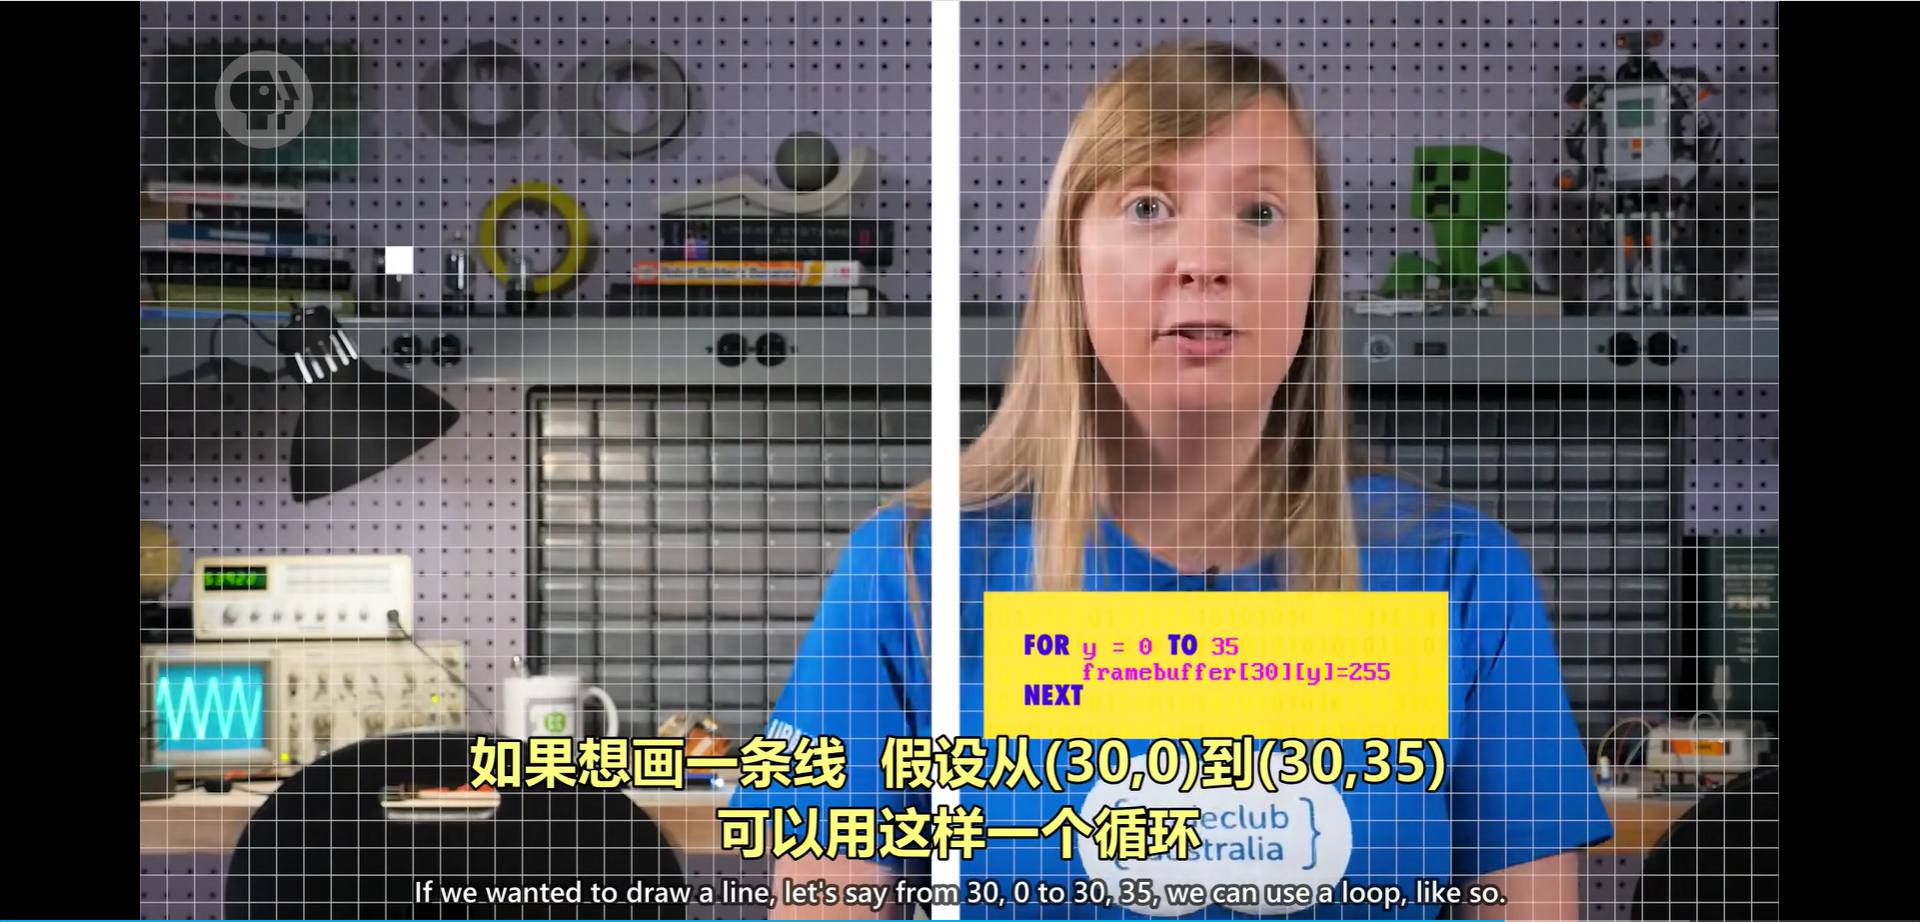 LINEAR SYSTEMS
FOR y = 0 TO 35
framebuffer[30][y]=255
NEXT
如果想画一条线 假设从(30,0)到(30,35)
可以用这样一个循环
If we wanted to draw a line, let's say from 30, 0 to 30, 35, we can use a loop, like so.